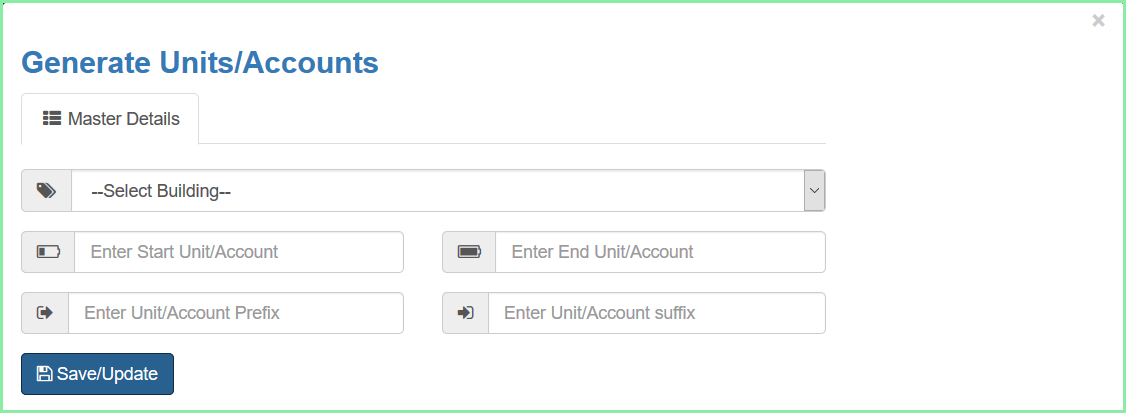 ×
Generate Units/Accounts
Master Details
--Select Building--
Enter Start Unit/Account
Enter End Unit/Account
Enter Unit/Account Prefix
Enter Unit/Account suffix
Save/Update